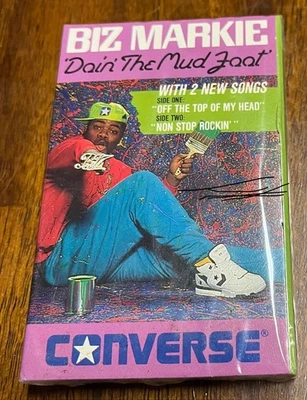 BIZ MARKIE
'Doin' The Mud Foot'
WITH 2 NEW SONGS
SIDE ONE:
"OFF THE TOP OF MY HEAD"
SIDE TWO:
"NON STOP ROCKIN'"
CONVERSE®